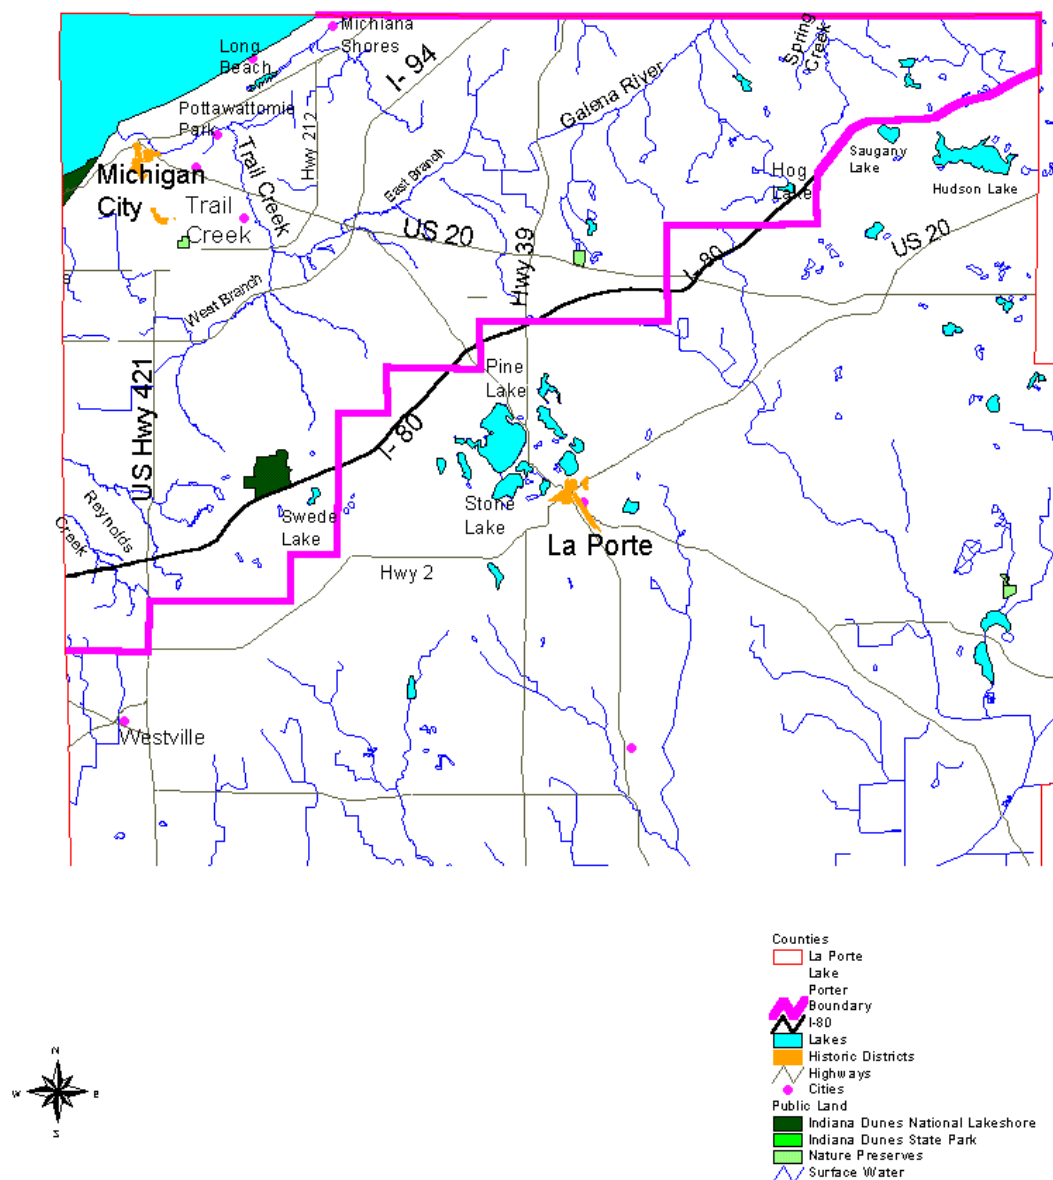 Michiana
Shores
Long
Beach
I- 94
Spring
Creek
Galena River
Pottawattomie
Park
Hwy 212
Trail Creek
East Branch
Saugany
Lake
Hog
Lake
Hudson Lake
Michigan
City
Trail
Creek
US 20
Hwy 39
US 20
I- 80
s
West Branch
Pine
Lake
US Hwy 421
I- 80
Reynolds
Creek
Swede
Lake
Stone
Lake
La Porte
Hwy 2
Westville
Counties
La Porte
Lake
Porter
Boundary
I-80
Lakes
Historic Districts
Highways
Cities
Public Land
Indiana Dunes National Lakeshore
Indiana Dunes State Park
Nature Preserves
Surface Water
N
W
E
S